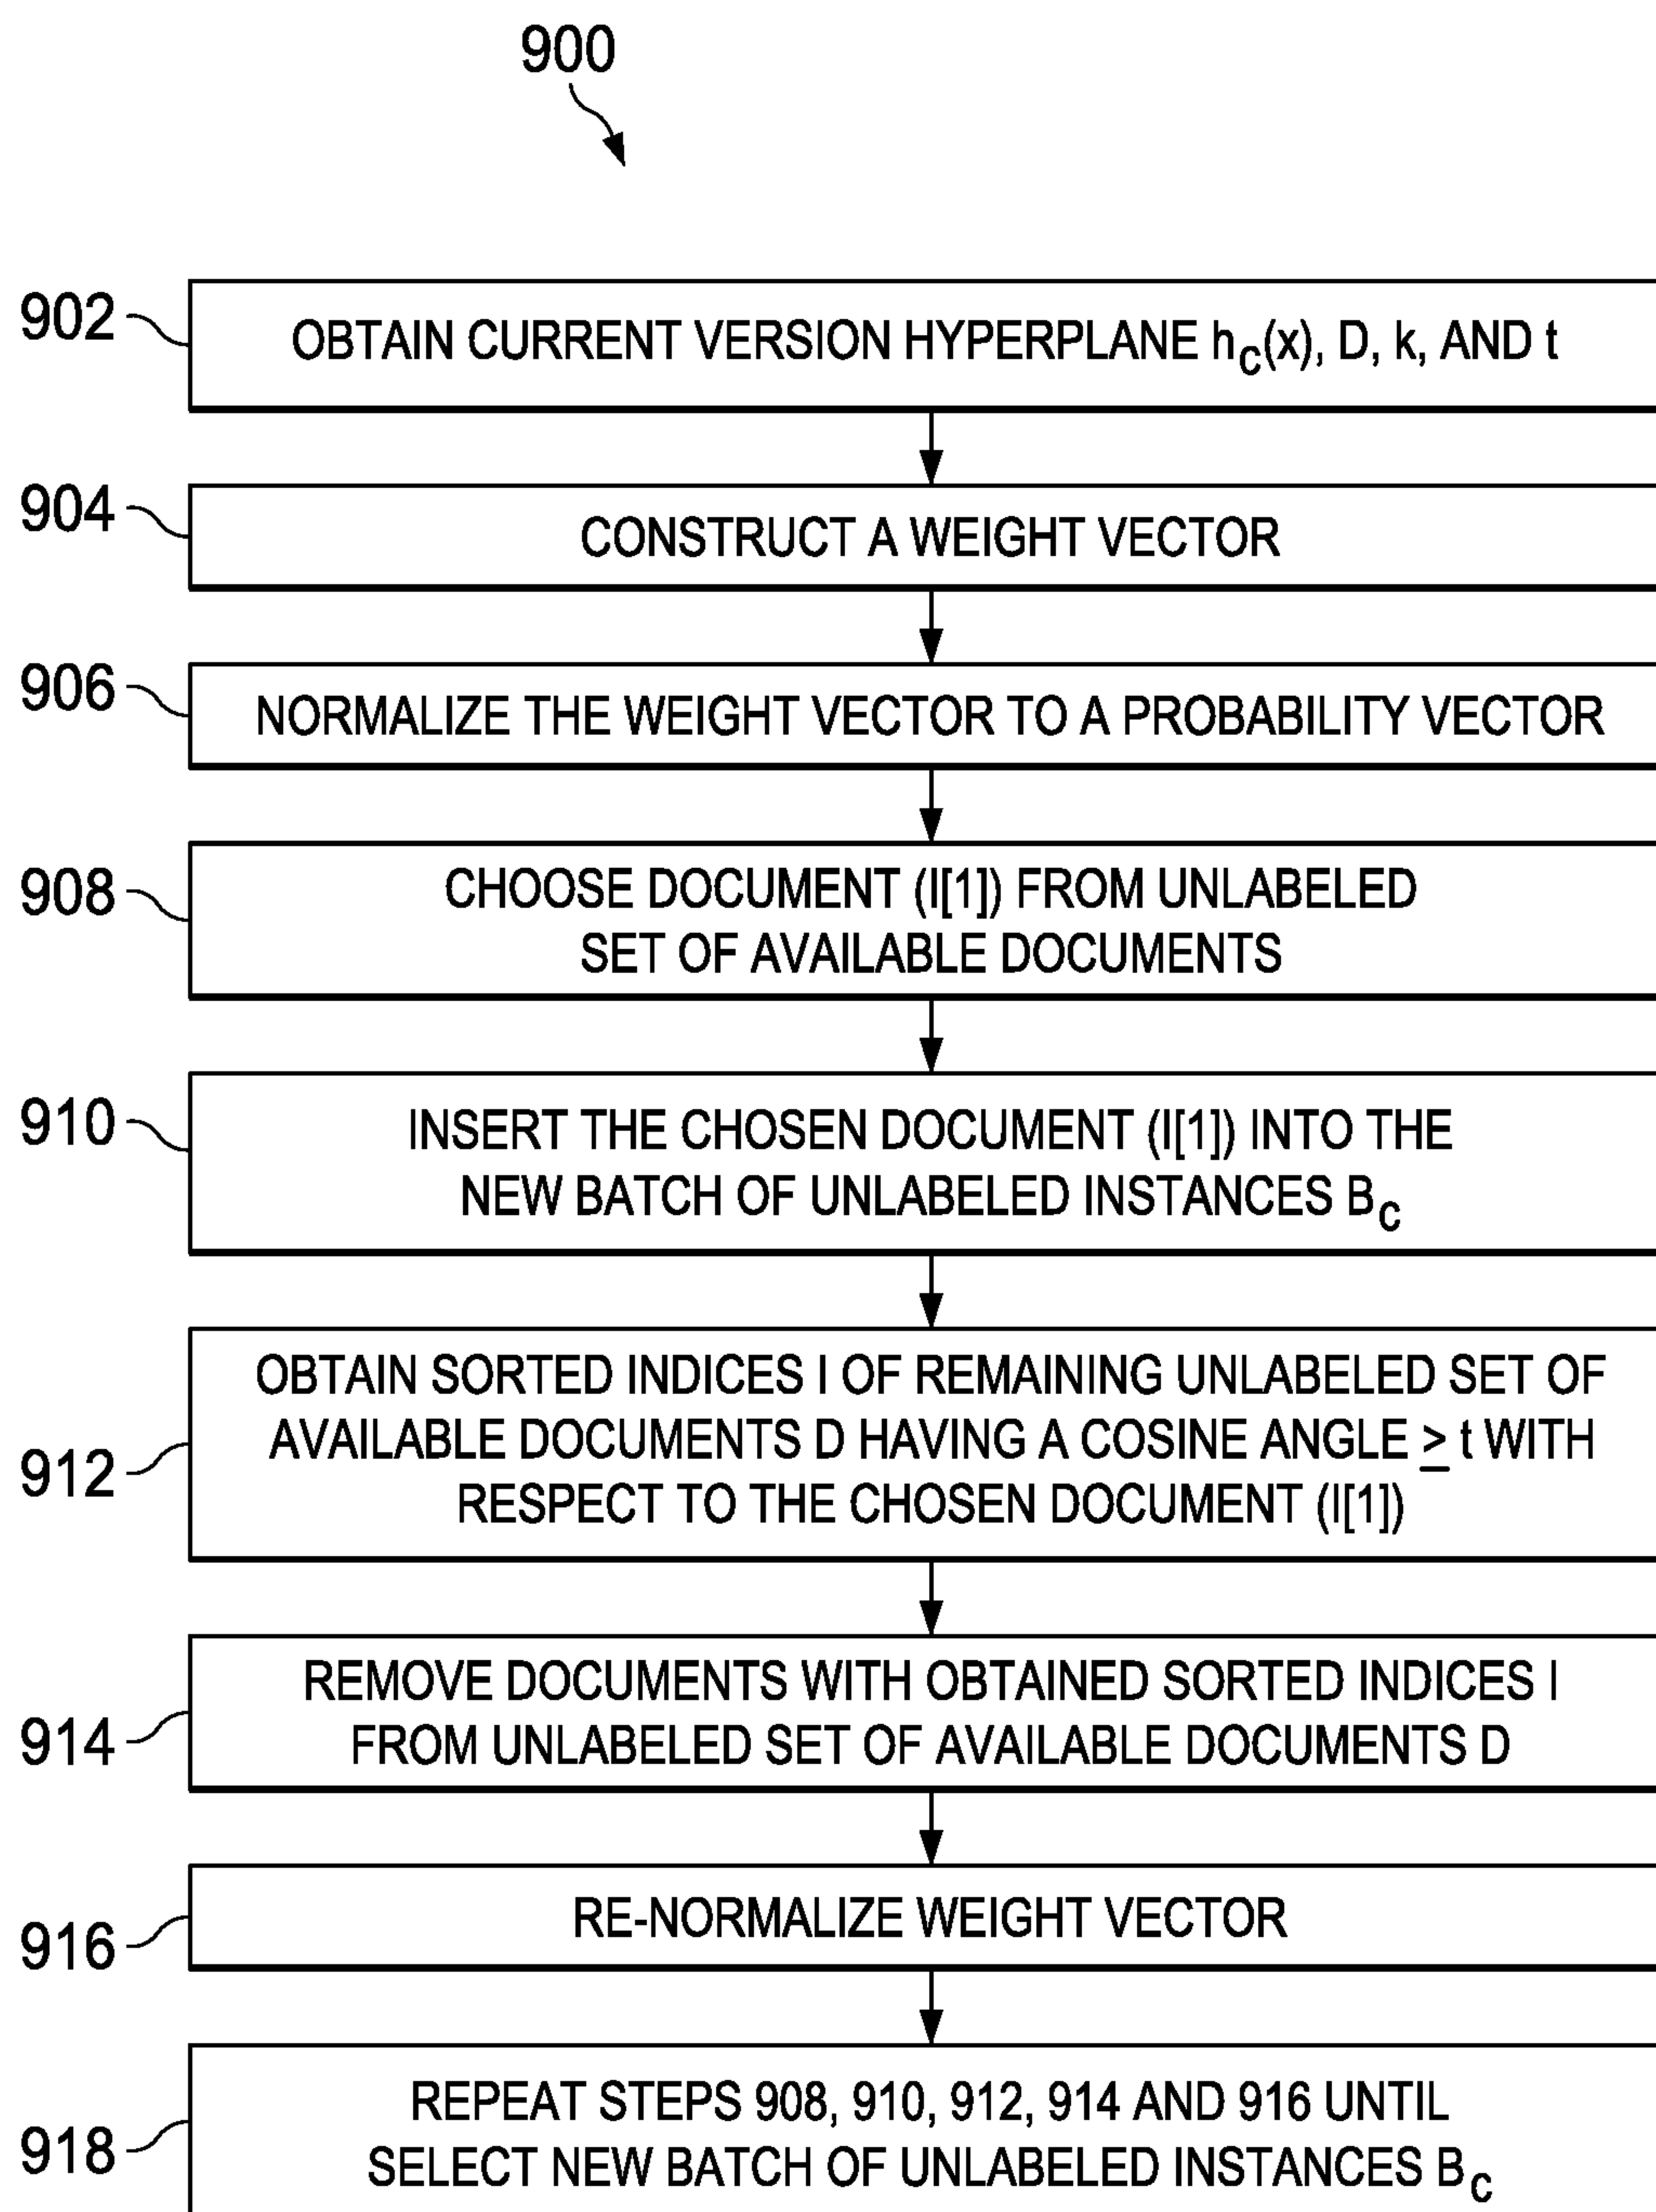 900
902
OBTAIN CURRENT VERSION HYPERPLANE hc(x), D, k, AND t
904
CONSTRUCT A WEIGHT VECTOR
906
NORMALIZE THE WEIGHT VECTOR TO A PROBABILITY VECTOR
908
CHOOSE DOCUMENT (I[1]) FROM UNLABELED
SET OF AVAILABLE DOCUMENTS
910
INSERT THE CHOSEN DOCUMENT (I[1]) INTO THE
NEW BATCH OF UNLABELED INSTANCES Bc
912
OBTAIN SORTED INDICES I OF REMAINING UNLABELED SET OF
AVAILABLE DOCUMENTS D HAVING A COSINE ANGLE ≥ t WITH
RESPECT TO THE CHOSEN DOCUMENT (I[1])
914
REMOVE DOCUMENTS WITH OBTAINED SORTED INDICES I
FROM UNLABELED SET OF AVAILABLE DOCUMENTS D
916
RE-NORMALIZE WEIGHT VECTOR
918
REPEAT STEPS 908, 910, 912, 914 AND 916 UNTIL
SELECT NEW BATCH OF UNLABELED INSTANCES Bc